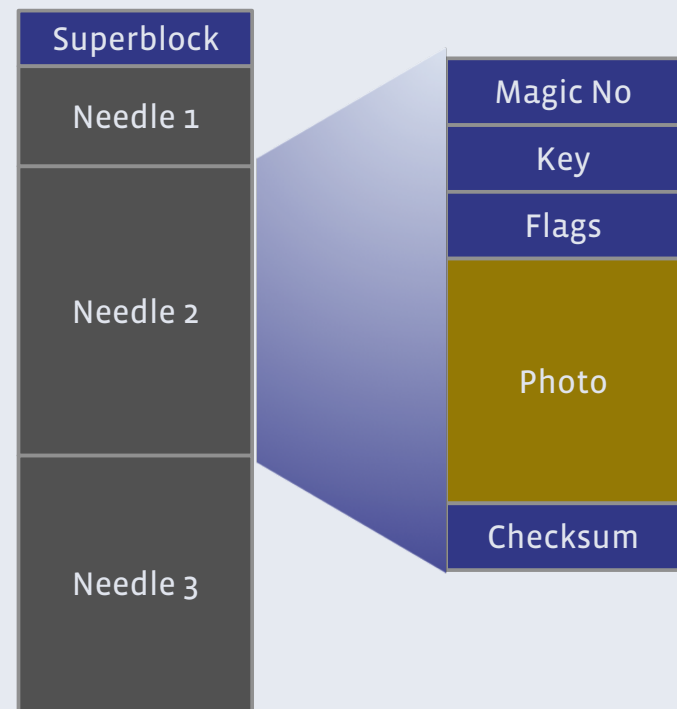 Superblock
Needle 1
Needle 2
Needle 3
Magic No
Key
Flags
Photo
Checksum